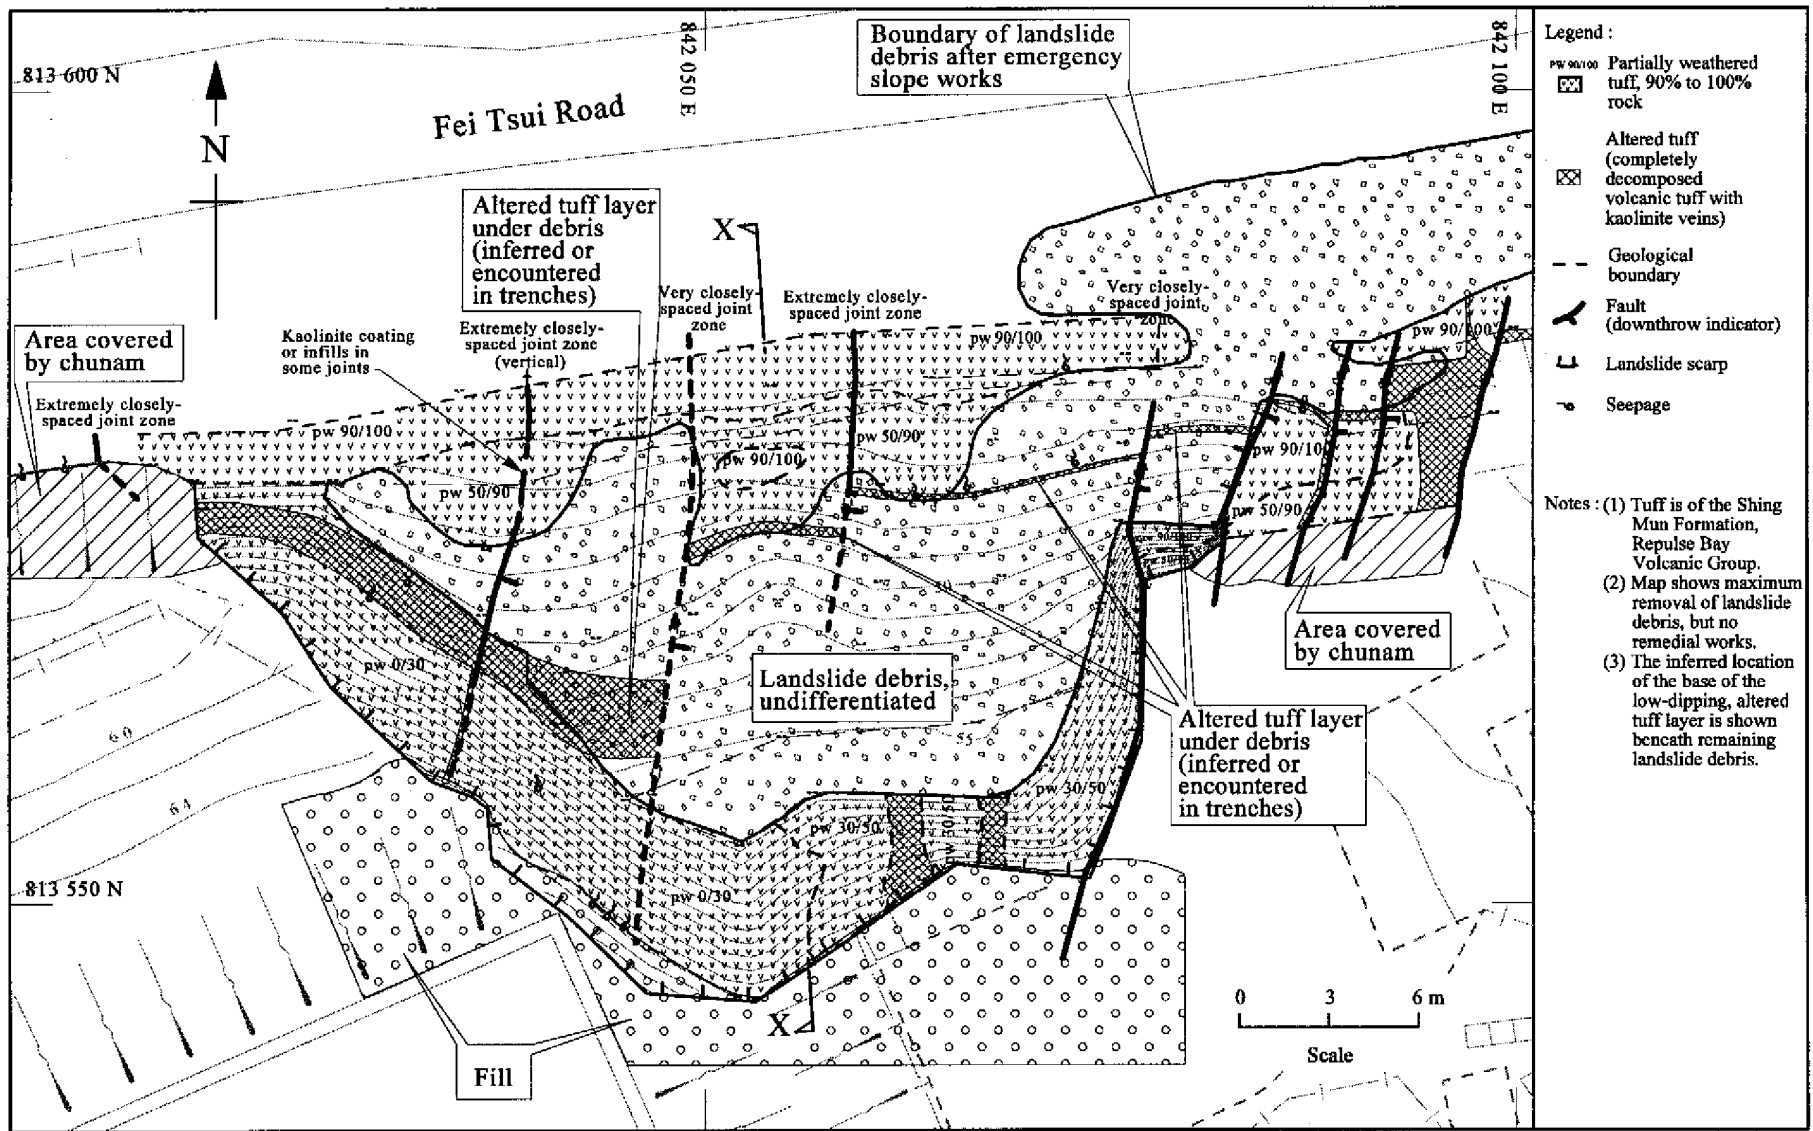 813 600 N
842 050 E
842 100 E
Boundary of landslide
debris after emergency
slope works
Fei Tsui Road
N
Altered tuff layer
under debris
(inferred or
encountered
in trenches)
X
Very closely-
spaced joint
zone
Extremely closely-
spaced joint zone
Very closely-
spaced joint
zone
Area covered
by chunam
Kaolinite coating
or infills in
some joints
Extremely closely-
spaced joint zone
(vertical)
Extremely closely-
spaced joint zone
pw 90/100
pw 90/100
pw 90/100
pw 50/90
pw 90/100
pw 50/90
pw 90/10
pw 50/90
pw 0/30
Landslide debris,
undifferentiated
55
Area covered
by chunam
Altered tuff layer
under debris
(inferred or
encountered
in trenches)
60
64
pw 30/50
pw 30/50
pw 30/50
pw 0/30
813 550 N
X
Fill
0 3 6 m
Scale
Legend :
PW 90/100 Partially weathered
tuff, 90% to 100%
rock
Altered tuff
(completely
decomposed
volcanic tuff with
kaolinite veins)
Geological
boundary
Fault
(downthrow indicator)
Landslide scarp
Seepage
Notes : (1) Tuff is of the Shing
Mun Formation,
Repulse Bay
Volcanic Group.
(2) Map shows maximum
removal of landslide
debris, but no
remedial works.
(3) The inferred location
of the base of the
low-dipping, altered
tuff layer is shown
beneath remaining
landslide debris.